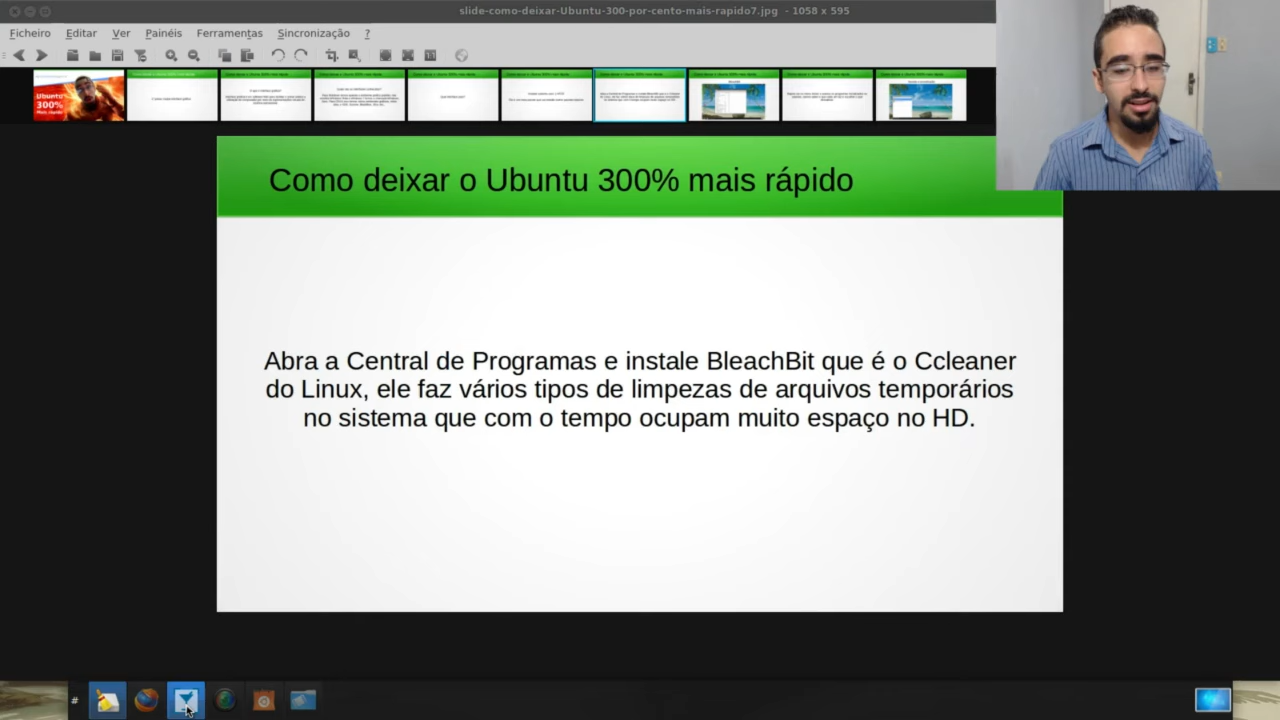 slide-como-deixar-Ubuntu-300-por-cento-mais-rapido7.jpg - 1058 x 595
Ficheiro Editar Ver Painéis Ferramentas Sincronização ?
Ubuntu
300%
Como deixar o Ubuntu 300% mais rápido
Abra a Central de Programas e instale BleachBit que é o Ccleaner
do Linux, ele faz vários tipos de limpezas de arquivos temporários
no sistema que com o tempo ocupam muito espaço no HD.
#